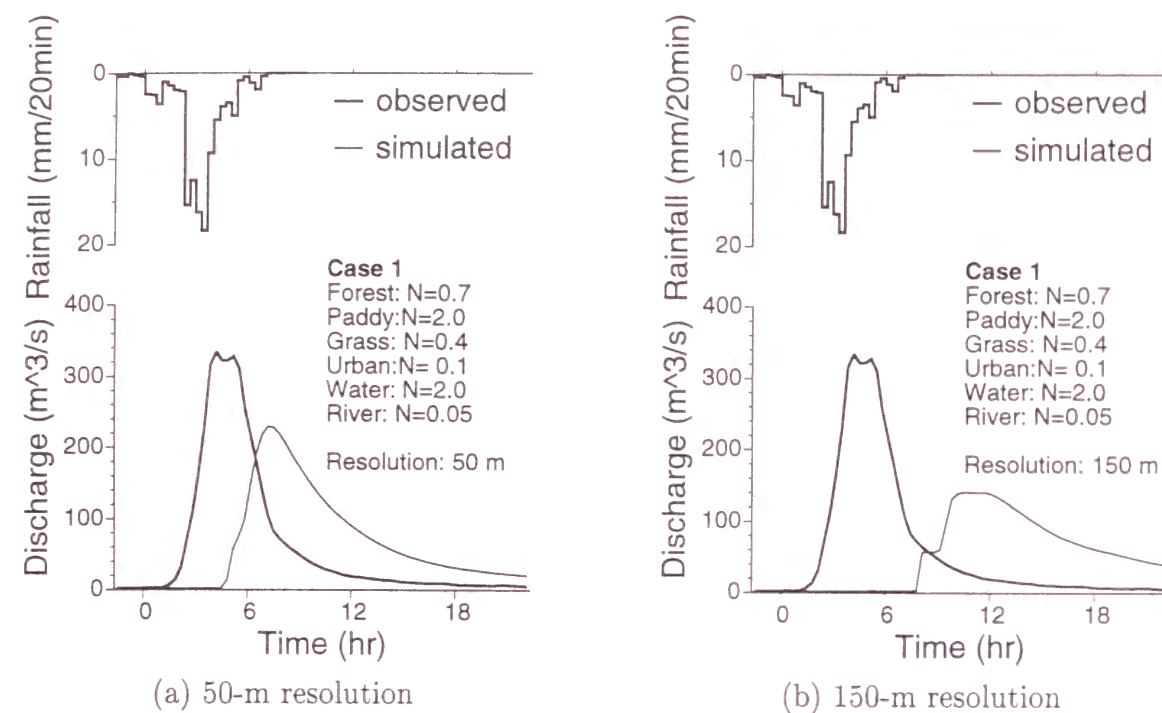 Rainfall (mm/20min)
0
10
20
observed
simulated
Case 1
Forest: N=0.7
Paddy:N=2.0
Grass: N=0.4
Urban:N= 0.1
Water: N=2.0
River: N=0.05
Resolution: 50 m
Discharge (m^3/s)
400
300
200
100
0
0 6 12 18
Time (hr)
(a) 50-m resolution
Rainfall (mm/20min)
0
10
20
observed
simulated
Case 1
Forest: N=0.7
Paddy:N=2.0
Grass: N=0.4
Urban:N= 0.1
Water: N=2.0
River: N=0.05
Resolution: 150 m
Discharge (m^3/s)
400
300
200
100
0
0 6 12 18
Time (hr)
(b) 150-m resolution